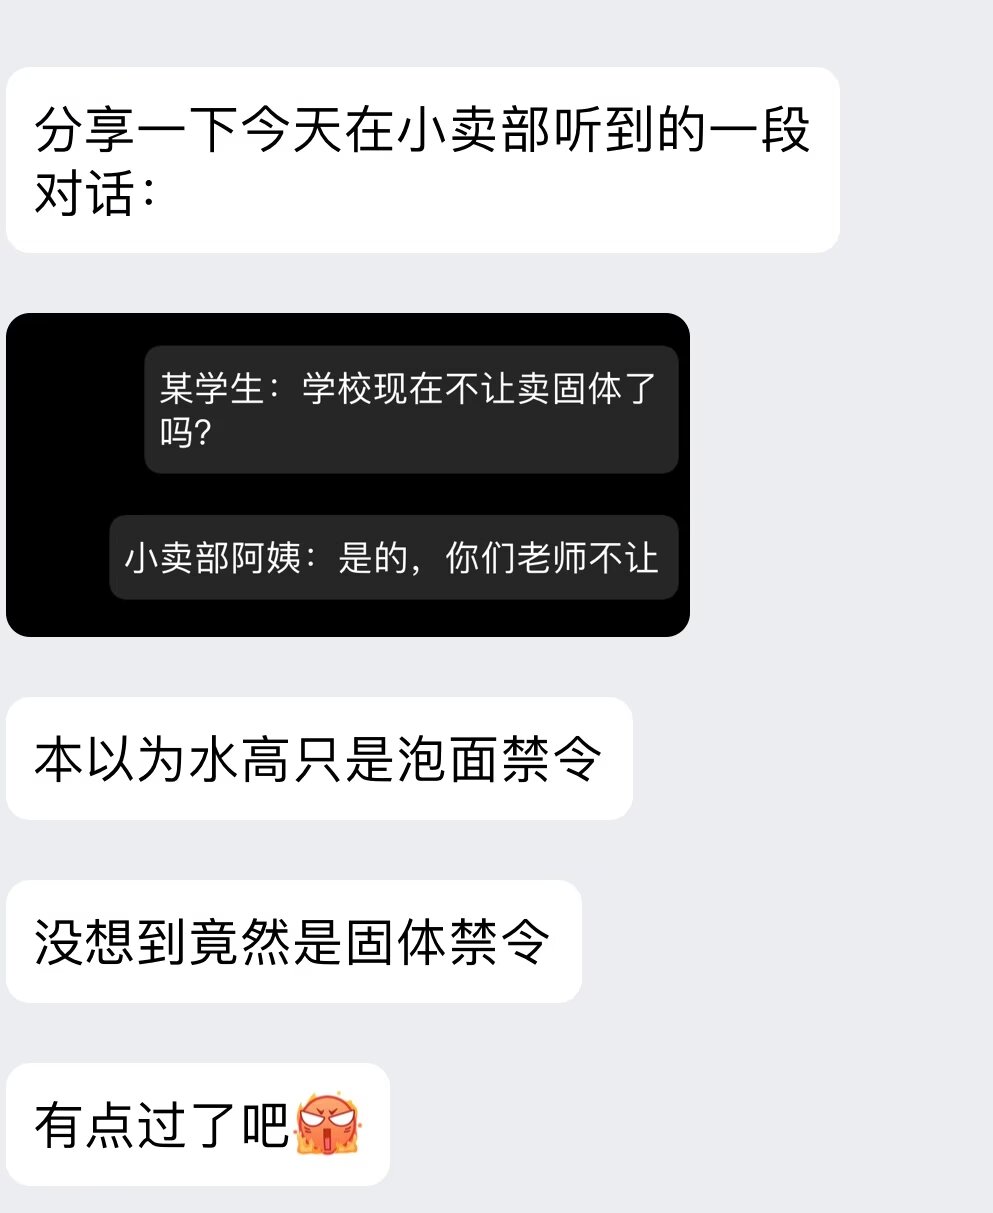 分享一下今天在小卖部听到的一段
对话：
某学生：学校现在不让卖固体了
吗?
小卖部阿姨：是的，你们老师不让
本以为水高只是泡面禁令
没想到竟然是固体禁令
有点过了吧